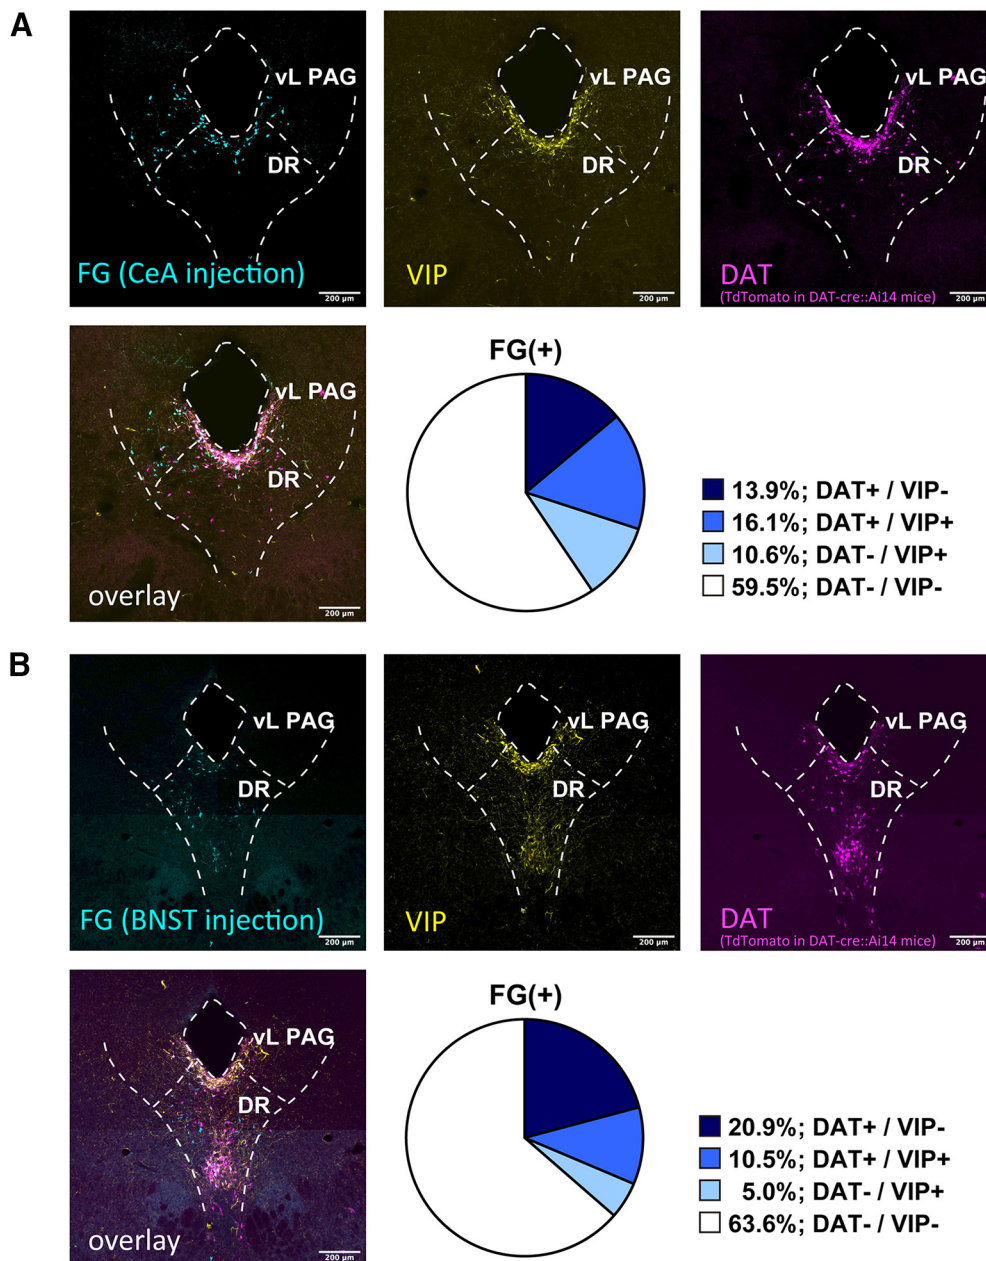 A
vL PAG
DR
FG (CeA injection)
200 µm
vL PAG
DR
VIP
200 µm
vL PAG
DR
DAT
(TdTomato in DAT-cre::Ai14 mice)
200 µm
vL PAG
DR
overlay
200 µm
FG(+)
13.9%; DAT+ / VIP-
16.1%; DAT+ / VIP+
10.6%; DAT- / VIP+
59.5%; DAT- / VIP-
B
vL PAG
DR
FG (BNST injection)
200 µm
vL PAG
DR
VIP
200 µm
vL PAG
DR
DAT
(TdTomato in DAT-cre::Ai14 mice)
200 µm
vL PAG
DR
overlay
200 µm
FG(+)
20.9%; DAT+ / VIP-
10.5%; DAT+ / VIP+
5.0%; DAT- / VIP+
63.6%; DAT- / VIP-